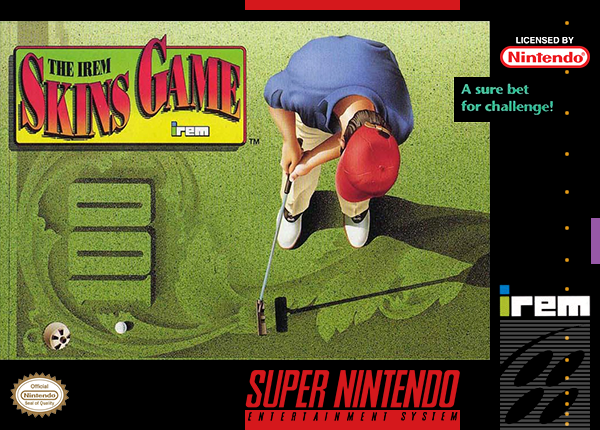 THE IREM
SKINS GAME
irem
TM
100
LICENSED BY
Nintendo
A sure bet
for challenge!
irem
Official
Nintendo
Seal of Quality
SUPER NINTENDO
ENTERTAINMENT SYSTEM